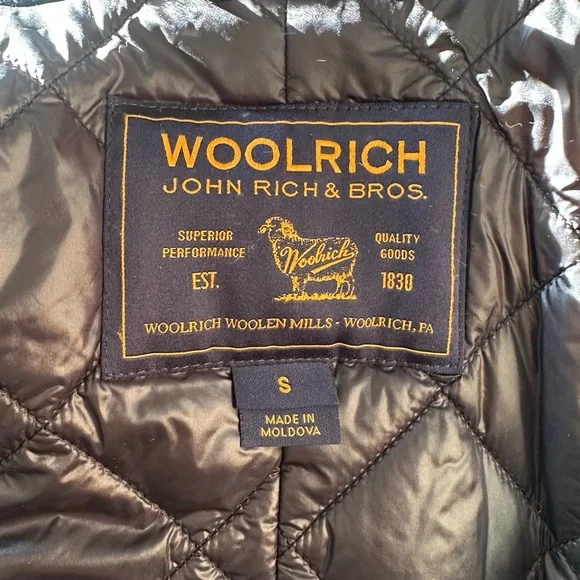 WOOLRICH
JOHN RICH & BROS.
SUPERIOR
PERFORMANCE
EST.
Woolrich
QUALITY
GOODS
1830
WOOLRICH WOOLEN MILLS - WOOLRICH, PA
S
MADE IN
MOLDOVA